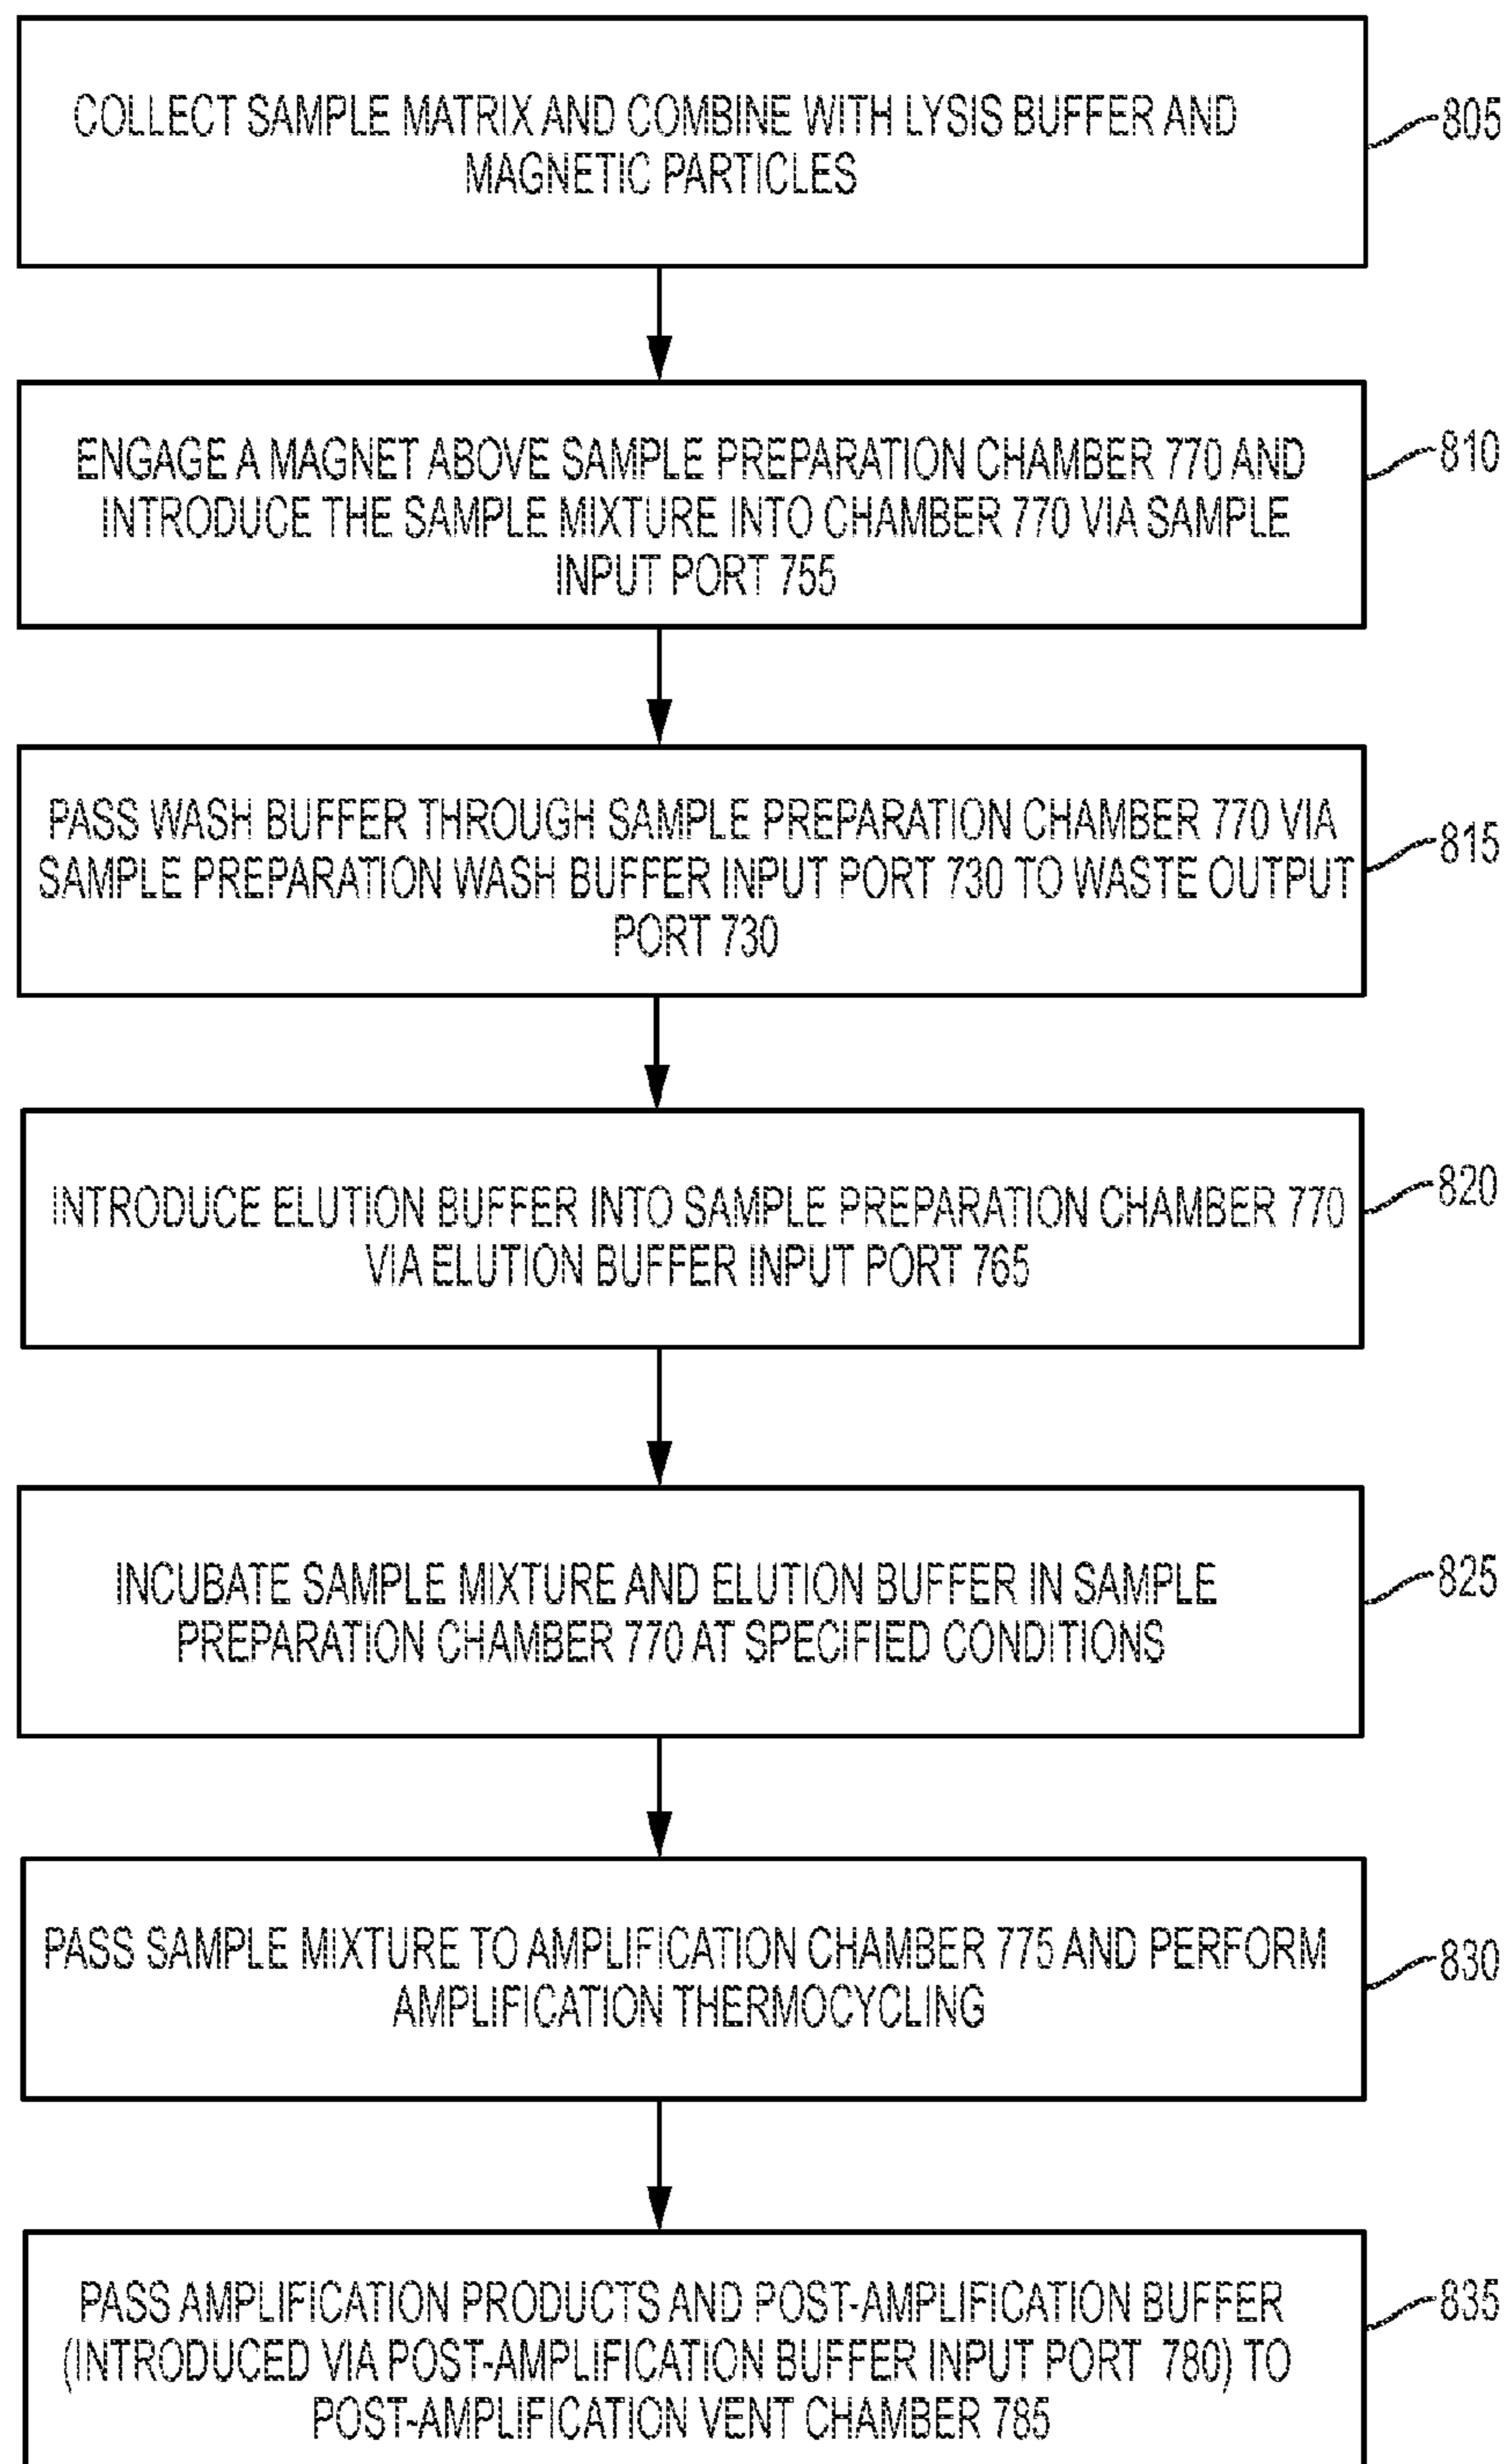 COLLECT SAMPLE MATRIX AND COMBINE WITH LYSIS BUFFER AND
MAGNETIC PARTICLES
805
ENGAGE A MAGNET ABOVE SAMPLE PREPARATION CHAMBER 770 AND
INTRODUCE THE SAMPLE MIXTURE INTO CHAMBER 770 VIA SAMPLE
INPUT PORT 755
810
PASS WASH BUFFER THROUGH SAMPLE PREPARATION CHAMBER 770 VIA
SAMPLE PREPARATION WASH BUFFER INPUT PORT 730 TO WASTE OUTPUT
PORT 730
815
INTRODUCE ELUTION BUFFER INTO SAMPLE PREPARATION CHAMBER 770
VIA ELUTION BUFFER INPUT PORT 765
820
INCUBATE SAMPLE MIXTURE AND ELUTION BUFFER IN SAMPLE
PREPARATION CHAMBER 770 AT SPECIFIED CONDITIONS
825
PASS SAMPLE MIXTURE TO AMPLIFICATION CHAMBER 775 AND PERFORM
AMPLIFICATION THERMOCYCLING
830
PASS AMPLIFICATION PRODUCTS AND POST-AMPLIFICATION BUFFER
(INTRODUCED VIA POST-AMPLIFICATION BUFFER INPUT PORT 780) TO
POST-AMPLIFICATION VENT CHAMBER 785
835